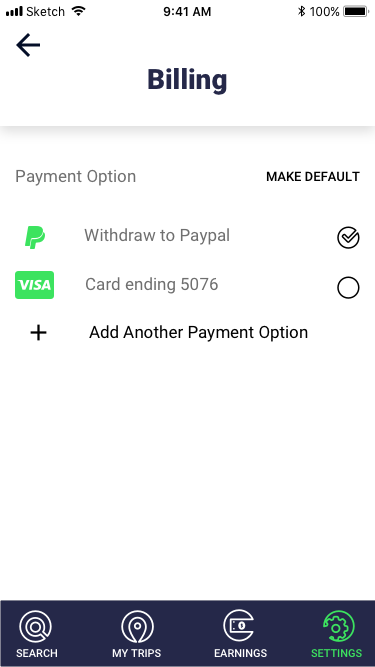 Sketch 9:41 AM 100%
Billing
Payment Option MAKE DEFAULT
Withdraw to Paypal
VISA Card ending 5076
Add Another Payment Option
SEARCH MY TRIPS EARNINGS SETTINGS